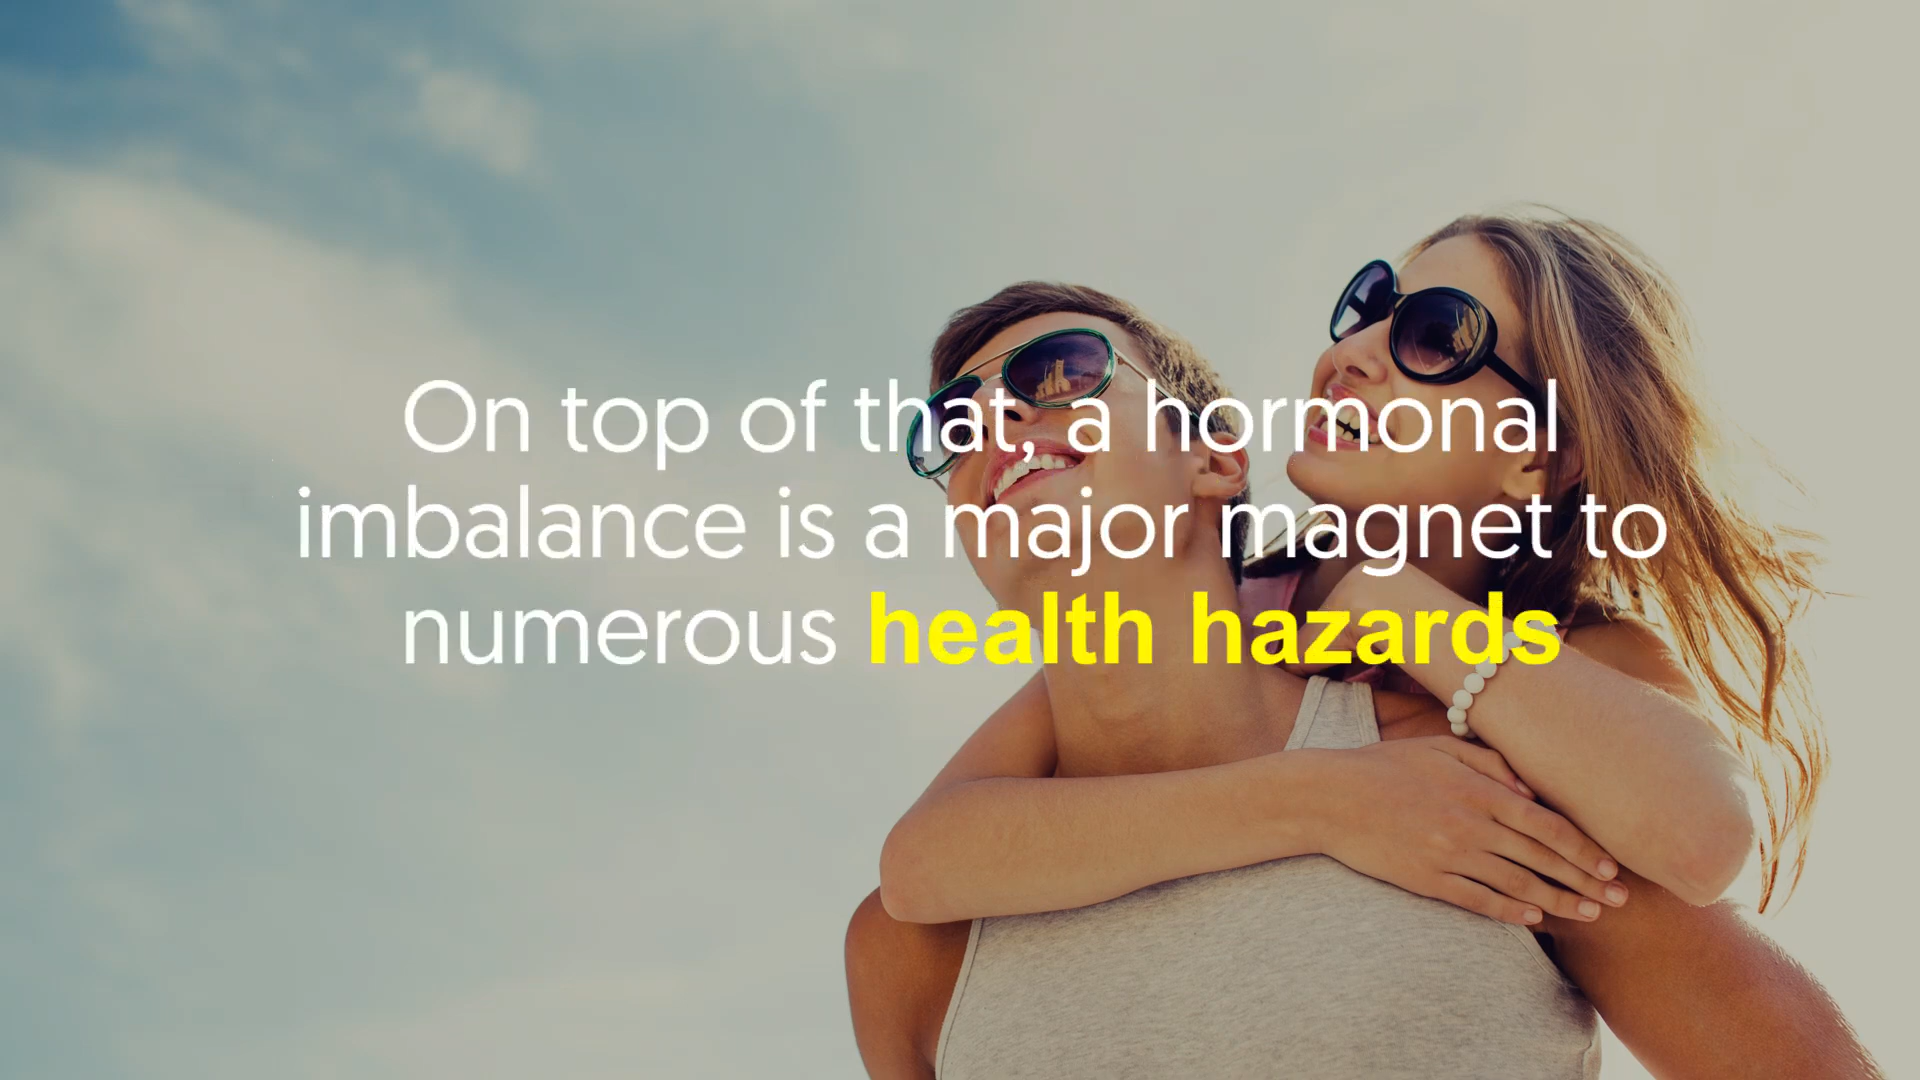 On top of that, a hormonal
imbalance is a major magnet to
numerous health hazards